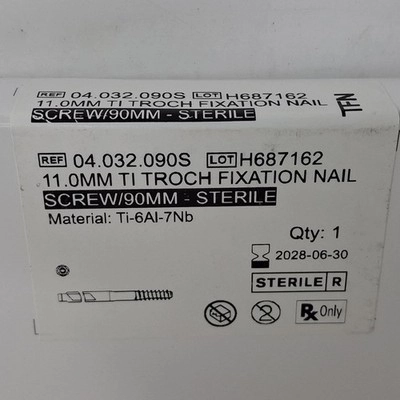 REF 04.032.090S LOT H687162
11.0MM TI TROCH FIXATION NAIL
SCREW/90MM - STERILE
TFN
REF 04.032.090S LOT H687162
11.0MM TI TROCH FIXATION NAIL
SCREW/90MM - STERILE
Material: Ti-6Al-7Nb
Qty: 1
2028-06-30
STERILE R
2
Rx Only